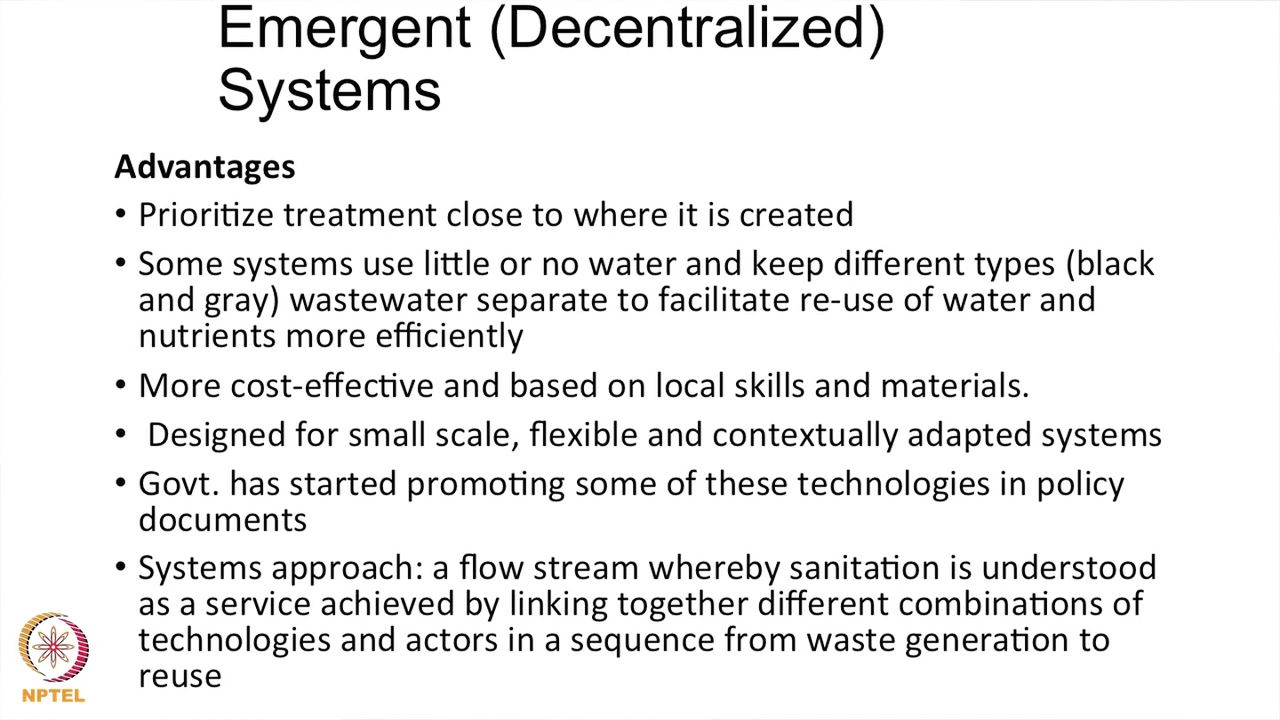 Emergent (Decentralized)
Systems
Advantages
• Prioritize treatment close to where it is created
• Some systems use little or no water and keep different types (black
and gray) wastewater separate to facilitate re-use of water and
nutrients more efficiently
• More cost-effective and based on local skills and materials.
• Designed for small scale, flexible and contextually adapted systems
• Govt. has started promoting some of these technologies in policy
documents
• Systems approach: a flow stream whereby sanitation is understood
as a service achieved by linking together different combinations of
technologies and actors in a sequence from waste generation to
reuse
NPTEL